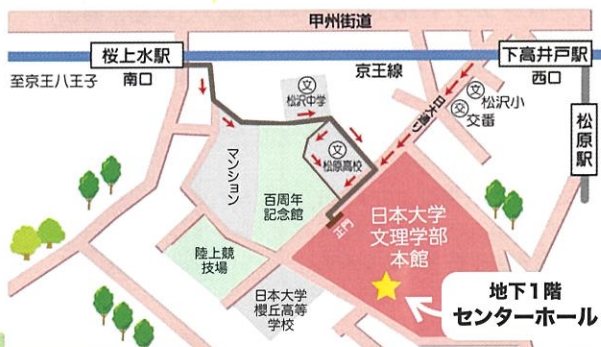 甲州街道
桜上水駅
下高井戸駅
至京王八王子
南口
京王線
西口
文
松沢中学
日大通り
文
松沢小
交
交番
松原駅
文
松原高校
マンション
百周年
記念館
正門
日本大学
文理学部
本館
陸上競
技場
日本大学
櫻丘高等
学校
地下1階
センターホール